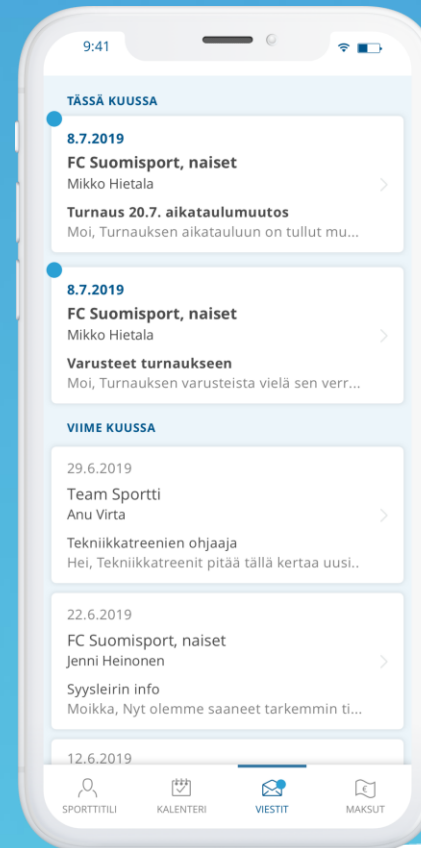 9:41
TÄSSÄ KUUSSA
8.7.2019
FC Suomisport, naiset
Mikko Hietala
Turnaus 20.7. aikataulumuutos
Moi, Turnauksen aikatauluun on tullut mu...
8.7.2019
FC Suomisport, naiset
Mikko Hietala
Varusteet turnaukseen
Moi, Turnauksen varusteista vielä sen verr...
VIIME KUUSSA
29.6.2019
Team Sportti
Anu Virta
Tekniikkatreenien ohjaaja
Hei, Tekniikkatreenit pitää tällä kertaa uusi..
22.6.2019
FC Suomisport, naiset
Jenni Heinonen
Syysleirin info
Moikka, Nyt olemme saaneet tarkemmin ti...
12.6.2019
SPORTTITILI KALENTERI VIESTIT MAKSUT